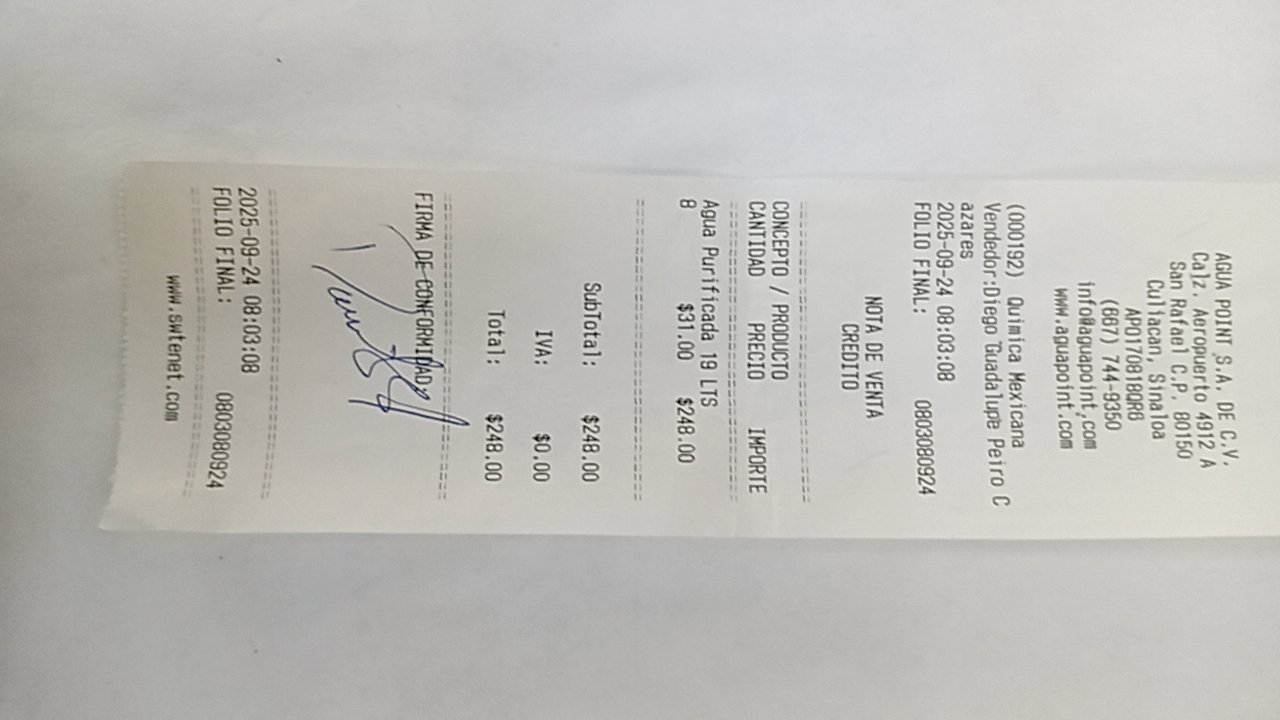 AGUA POINT S.A. DE C.V.
Calz. Aeropuerto 4912 A
San Rafael C.P. 80150
Culiacan, Sinaloa
APO170818QR6
(667) 744-9350
info@aguapoint.com
www.aguapoint.com
(000192) Quimica Mexicana
Vendedor:Diego Guadalupe Peiro C
azares
2025-09-24 08:03:08
FOLIO FINAL: 0803080924
NOTA DE VENTA
CREDITO
CONCEPTO / PRODUCTO
CANTIDAD PRECIO IMPORTE
Agua Purificada 19 LTS
8 $31.00 $248.00
SubTotal: $248.00
IVA: $0.00
Total: $248.00
FIRMA DE CONFORMIDAD:
2025-09-24 08:03:08
FOLIO FINAL: 0803080924
www.swtenet.com